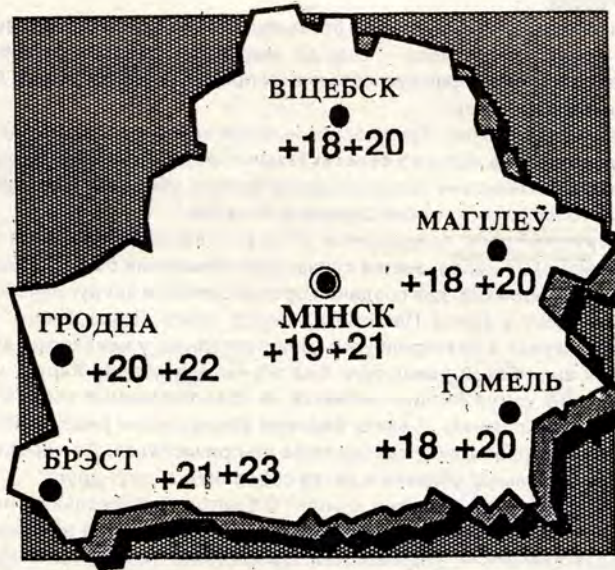 ВІЦЕБСК
+18+20
МАГІЛЕЎ
+18 +20
МІНСК
+19+21
ГРОДНА
+20 +22
ГОМЕЛЬ
+18 +20
БРЭСТ
+21+23